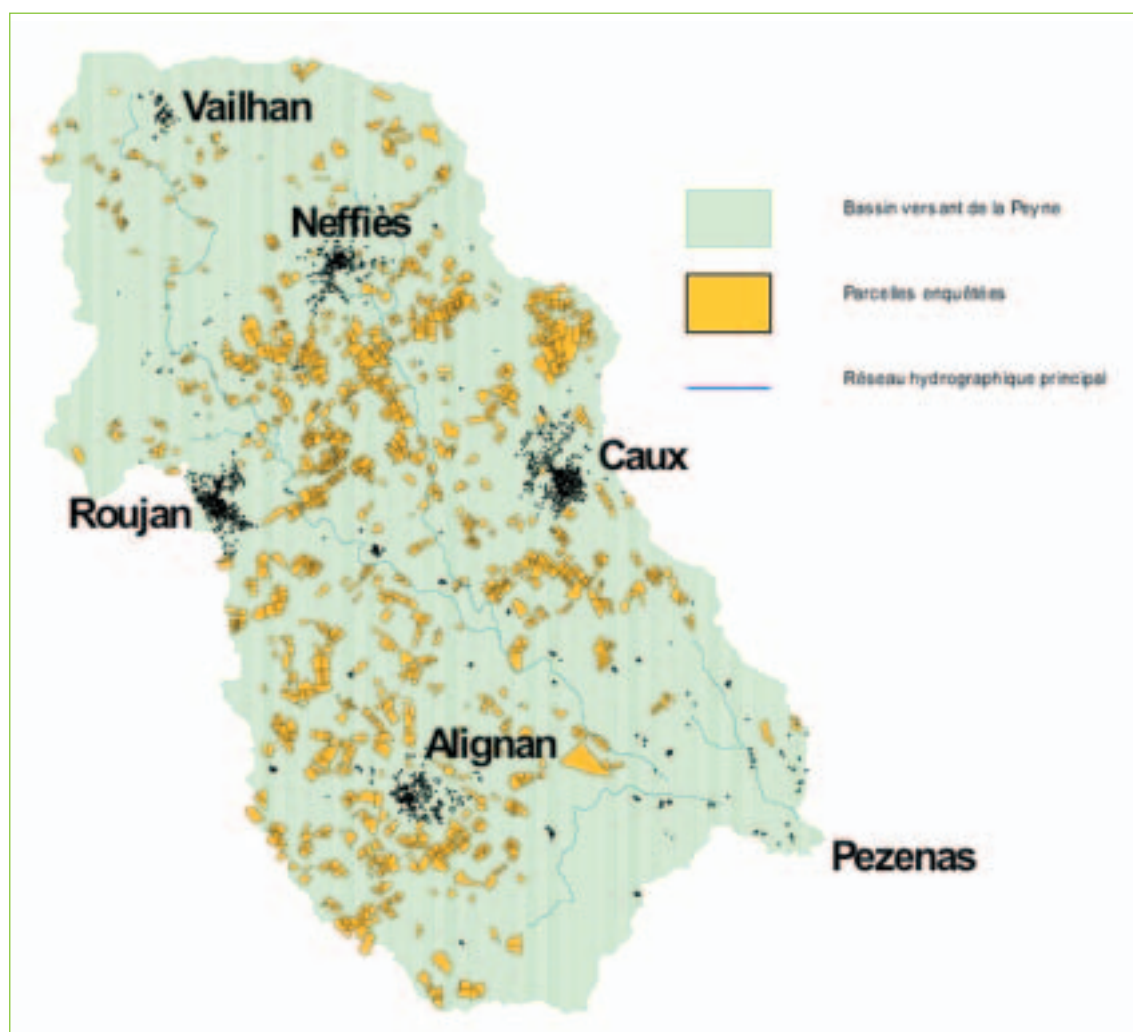 Vailhan
Neffiès
Bassin versant de la Peyne
Parcelles enquêtées
Réseau hydrographique principal
Caux
Roujan
Alignan
Pezenas